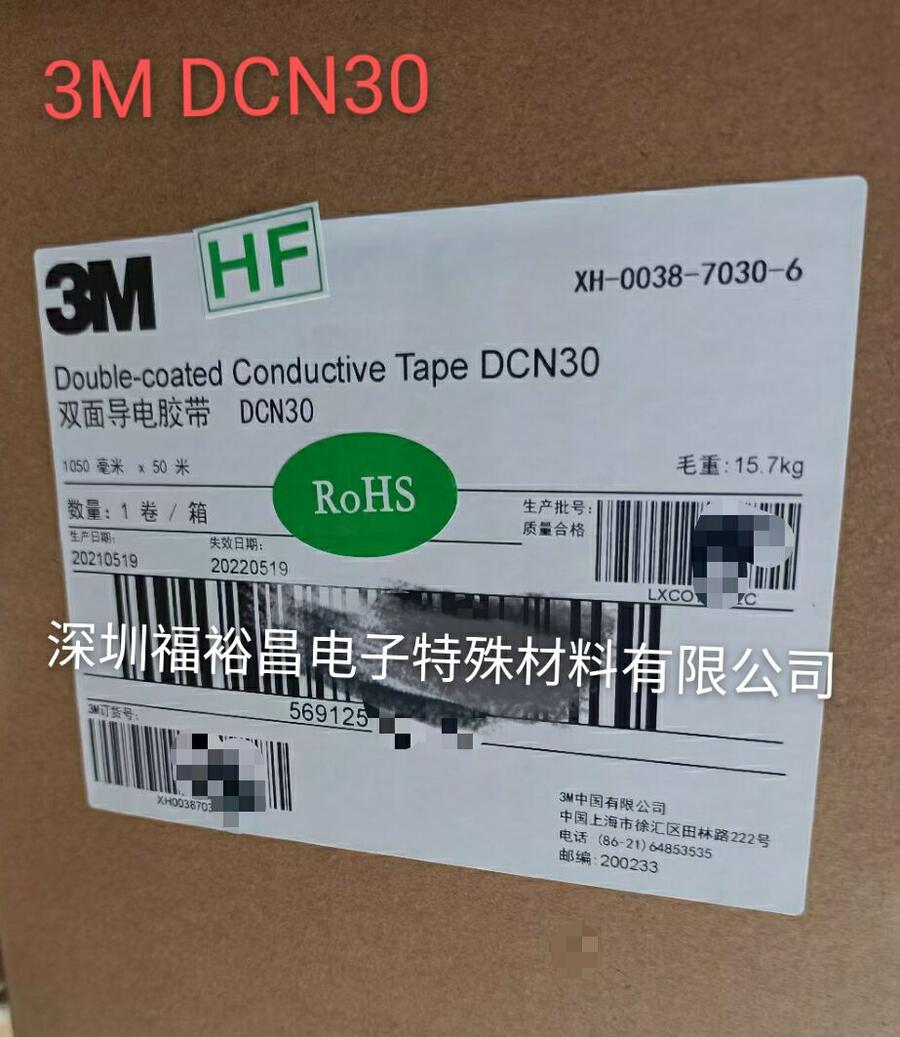 3M DCN30
3M
HF
XH-0038-7030-6
Double-coated Conductive Tape DCN30
双面导电胶带 DCN30
1050 毫米 x 50 米
毛重:15.7kg
RoHS
数量: 1 卷 / 箱
生产批号:
质量合格
生产日期:
20210519
失效日期:
20220519
LXCO
深圳福裕昌电子特殊材料有限公司
569125
3M订货号:
XH003870
3M中国有限公司
中国上海市徐汇区田林路222号
电话 (86-21)64853535
邮编:200233